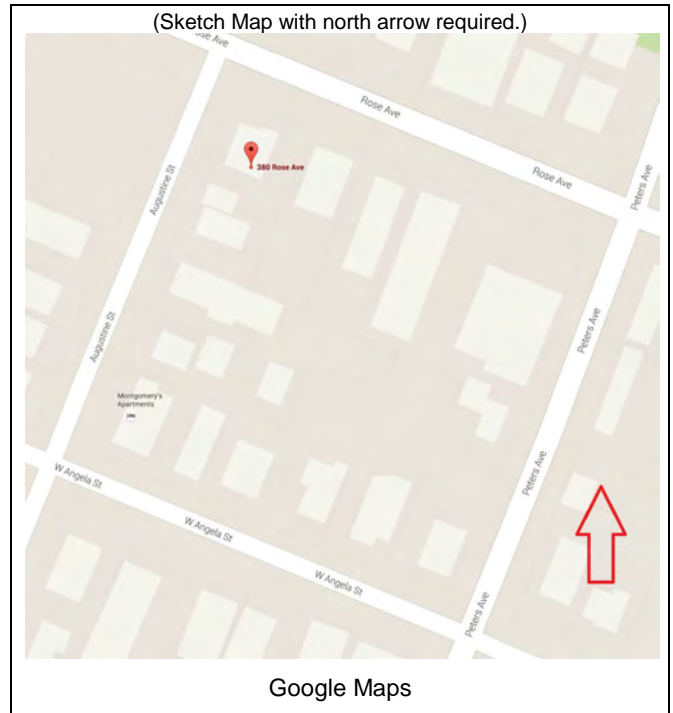 (Sketch Map with north arrow required.)
Rose Ave
Rose Ave
380 Rose Ave
Rose Ave
Peters Ave
Augustine St
Peters Ave
Augustine St
Montgomery's
Apartments
W Angela St
Peters Ave
W Angela St
W Angela St
Peters Ave
Google Maps